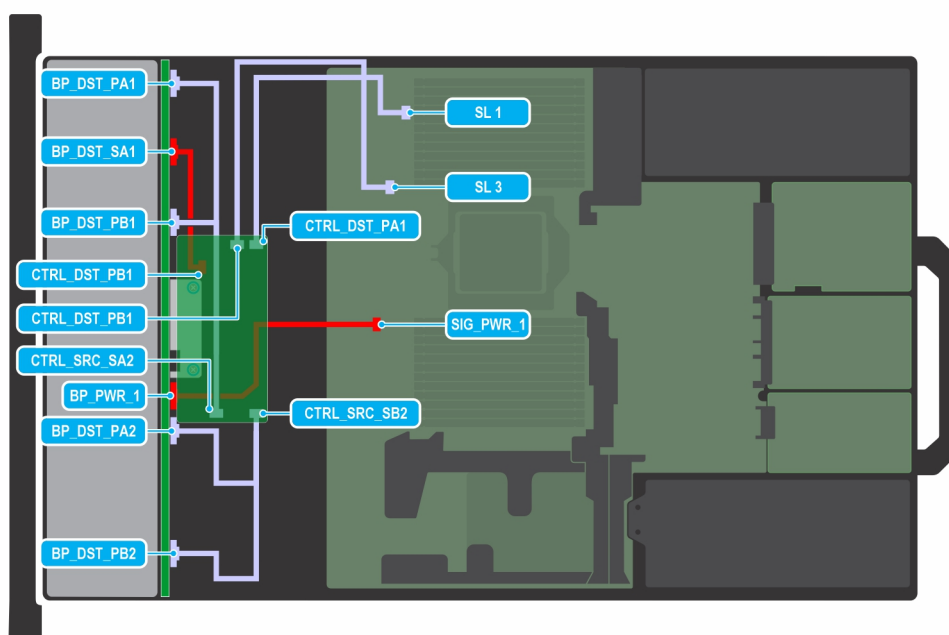 BP_DST_PA1
SL 1
BP_DST_SA1
SL 3
BP_DST_PB1
CTRL_DST_PA1
CTRL_DST_PB1
CTRL_DST_PB1
SIG_PWR_1
CTRL_SRC_SA2
BP_PWR_1
CTRL_SRC_SB2
BP_DST_PA2
BP_DST_PB2